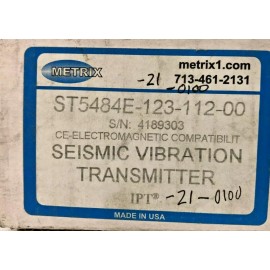 METRIX
metrix1.com
-21-0100
713-461-2131
ST5484E-123-112-00
S/N: 4189303
CE-ELECTROMAGNETIC COMPATIBILIT
SEISMIC VIBRATION
TRANSMITTER
IPT® -21-0100
MADE IN USA